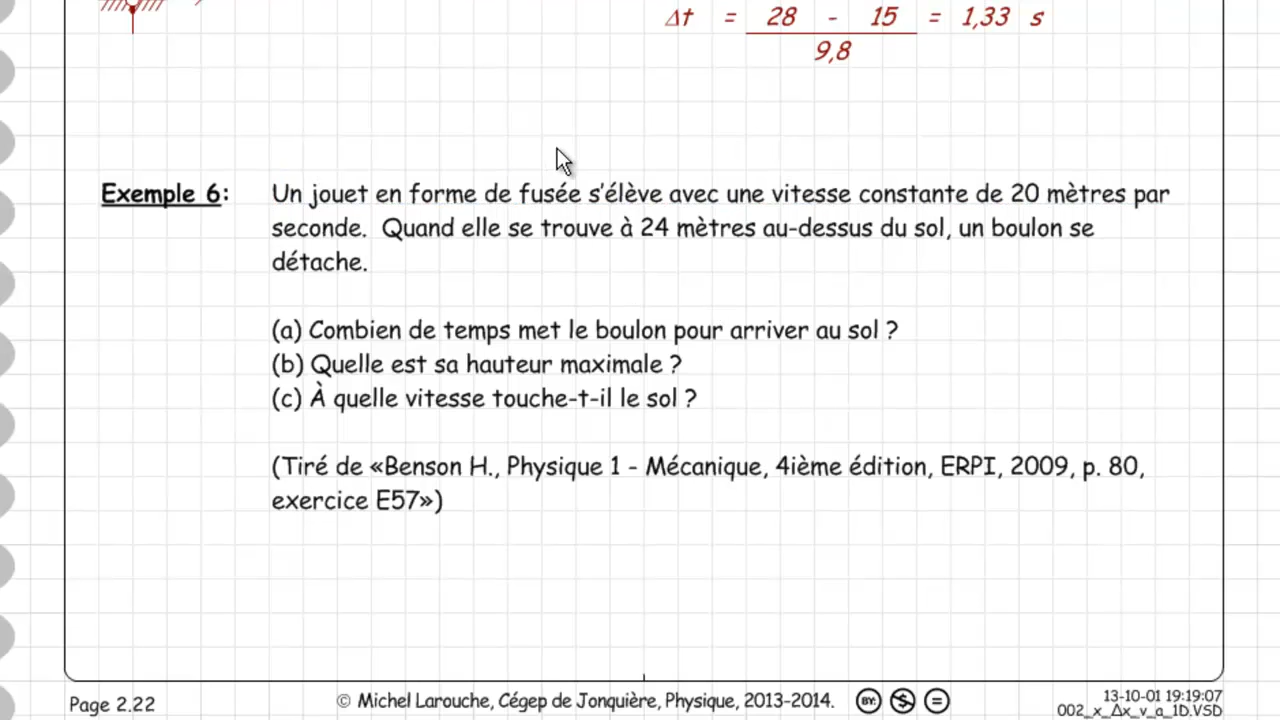 Δt = 28 - 15 = 1,33 s
9,8
Exemple 6: Un jouet en forme de fusée s'élève avec une vitesse constante de 20 mètres par
seconde. Quand elle se trouve à 24 mètres au-dessus du sol, un boulon se
détache.
(a) Combien de temps met le boulon pour arriver au sol ?
(b) Quelle est sa hauteur maximale ?
(c) À quelle vitesse touche-t-il le sol ?
(Tiré de «Benson H., Physique 1 - Mécanique, 4ième édition, ERPI, 2009, p. 80,
exercice E57»)
Page 2.22
© Michel Larouche, Cégep de Jonquière, Physique, 2013-2014.
BY: $ =
13-10-01 19:19:07
002_x_Δx_v_a_1D.VSD